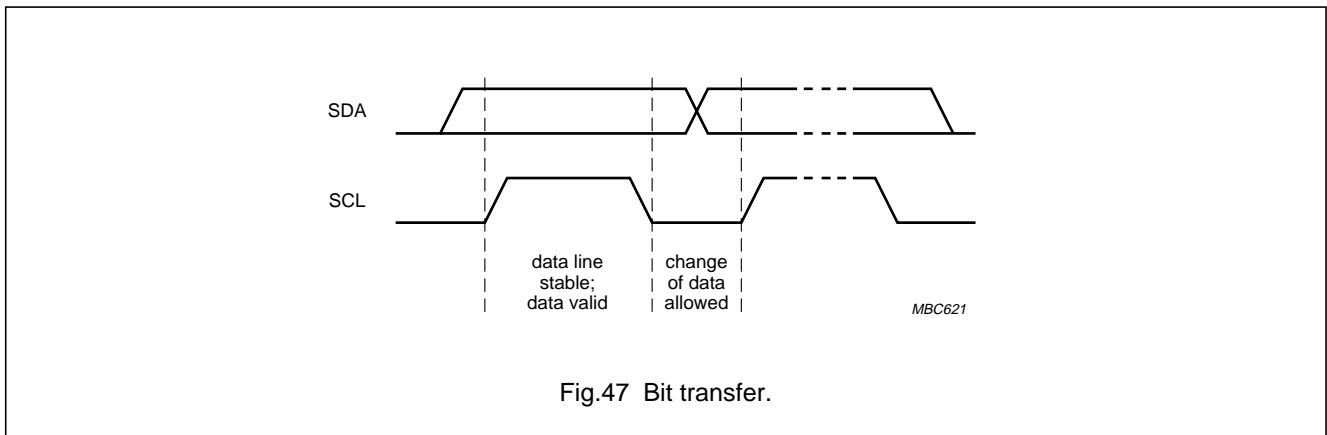 SDA
SCL
data line
stable;
data valid
change
of data
allowed
MBC621
Fig.47 Bit transfer.